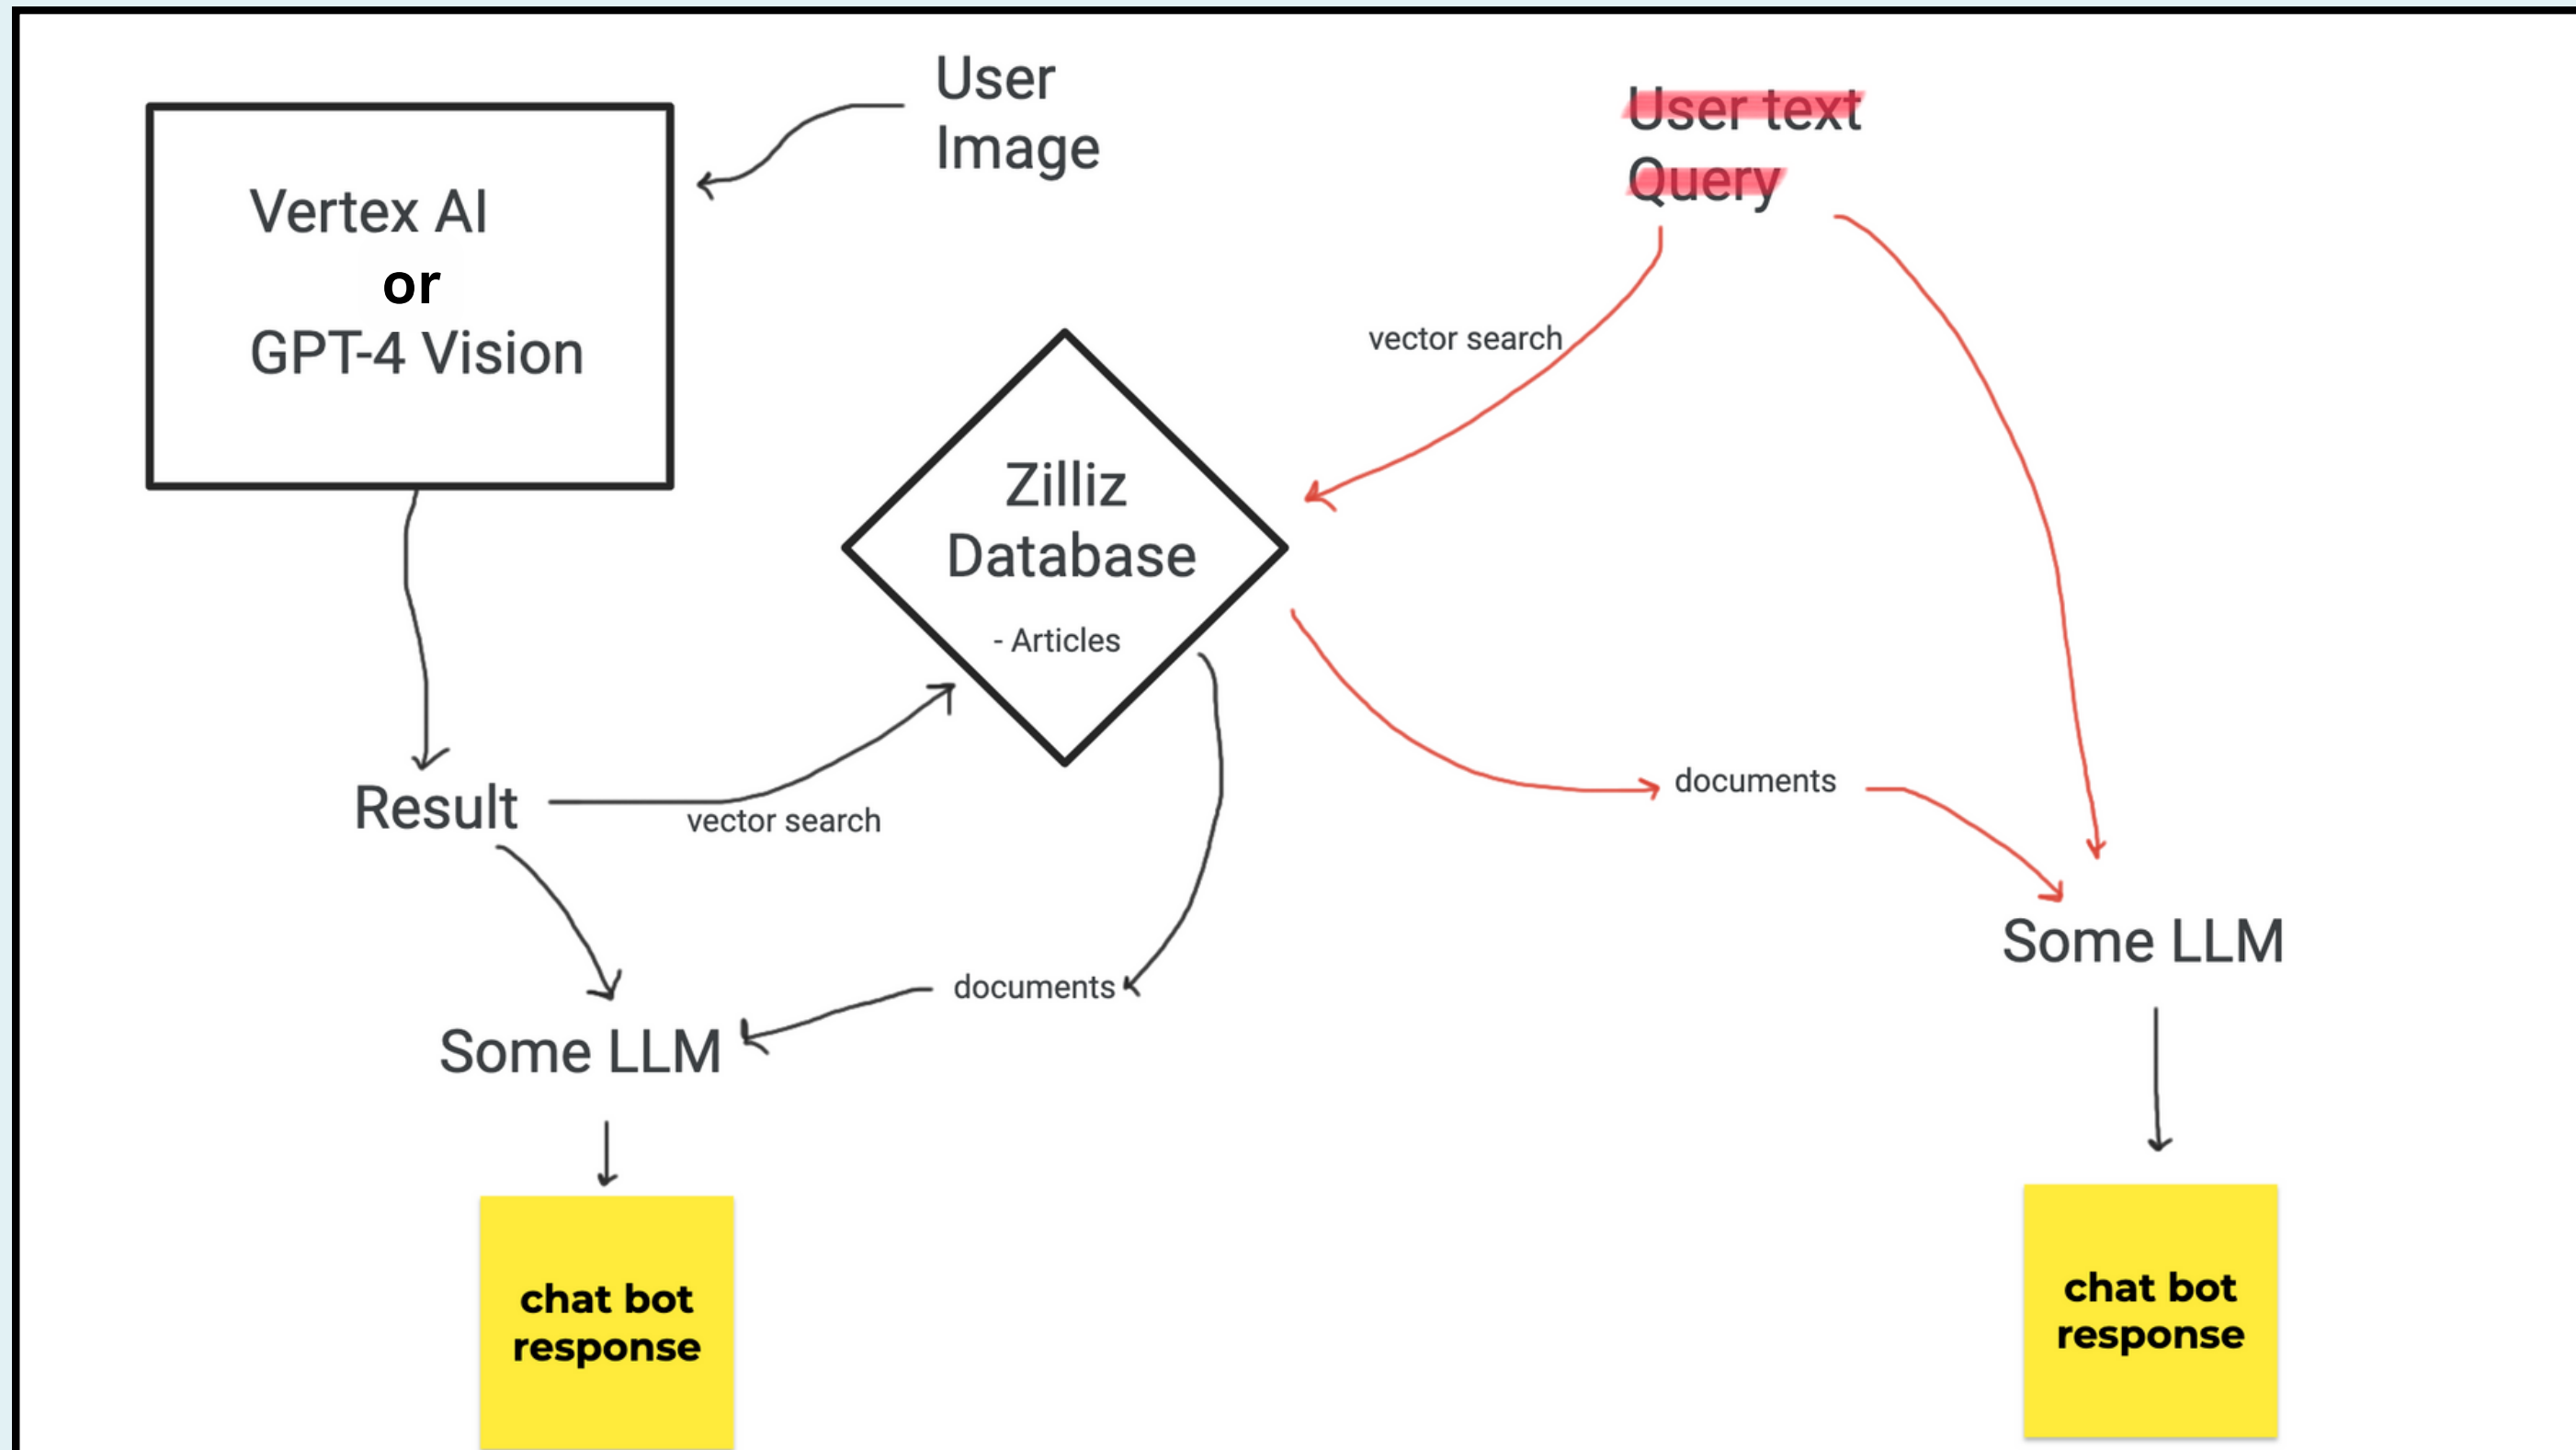 User
Image
User text
Query
Vertex AI
or
GPT-4 Vision
vector search
Zilliz
Database
- Articles
Result
vector search
documents
documents
Some LLM
Some LLM
chat bot
response
chat bot
response